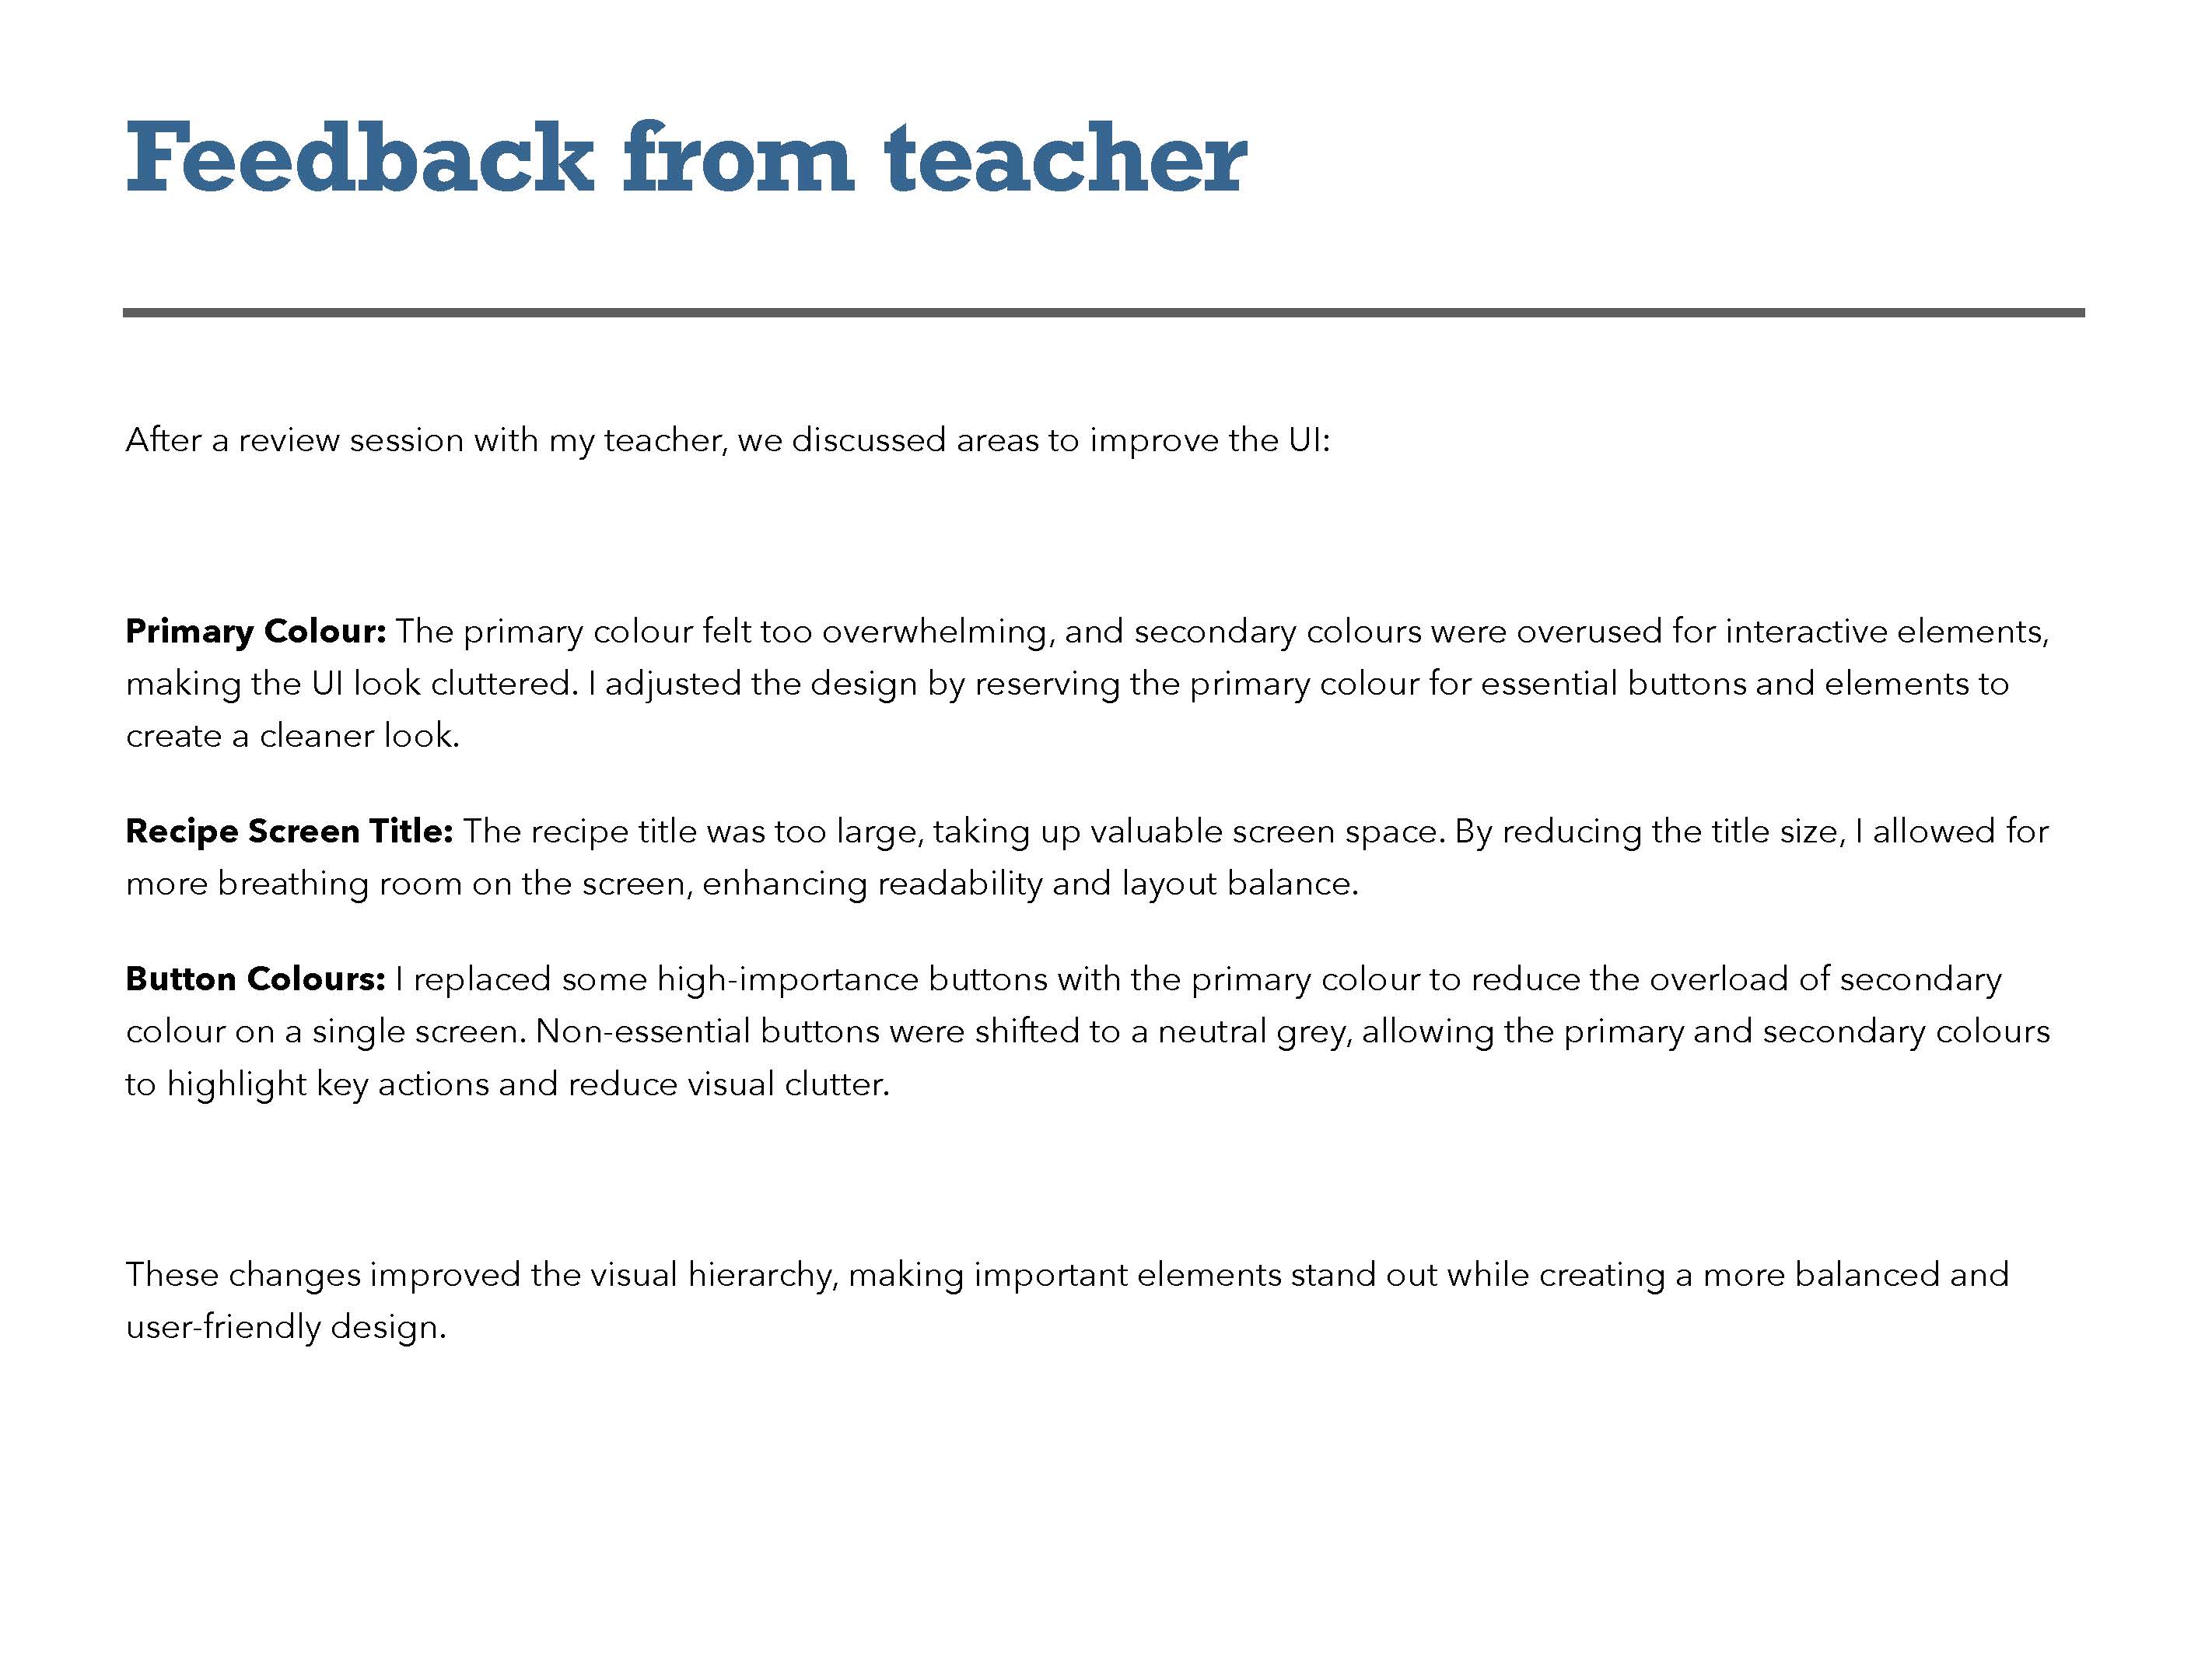 Feedback from teacher
After a review session with my teacher, we discussed areas to improve the UI:
Primary Colour: The primary colour felt too overwhelming, and secondary colours were overused for interactive elements,
making the UI look cluttered. I adjusted the design by reserving the primary colour for essential buttons and elements to
create a cleaner look.
Recipe Screen Title: The recipe title was too large, taking up valuable screen space. By reducing the title size, I allowed for
more breathing room on the screen, enhancing readability and layout balance.
Button Colours: I replaced some high-importance buttons with the primary colour to reduce the overload of secondary
colour on a single screen. Non-essential buttons were shifted to a neutral grey, allowing the primary and secondary colours
to highlight key actions and reduce visual clutter.
These changes improved the visual hierarchy, making important elements stand out while creating a more balanced and
user-friendly design.